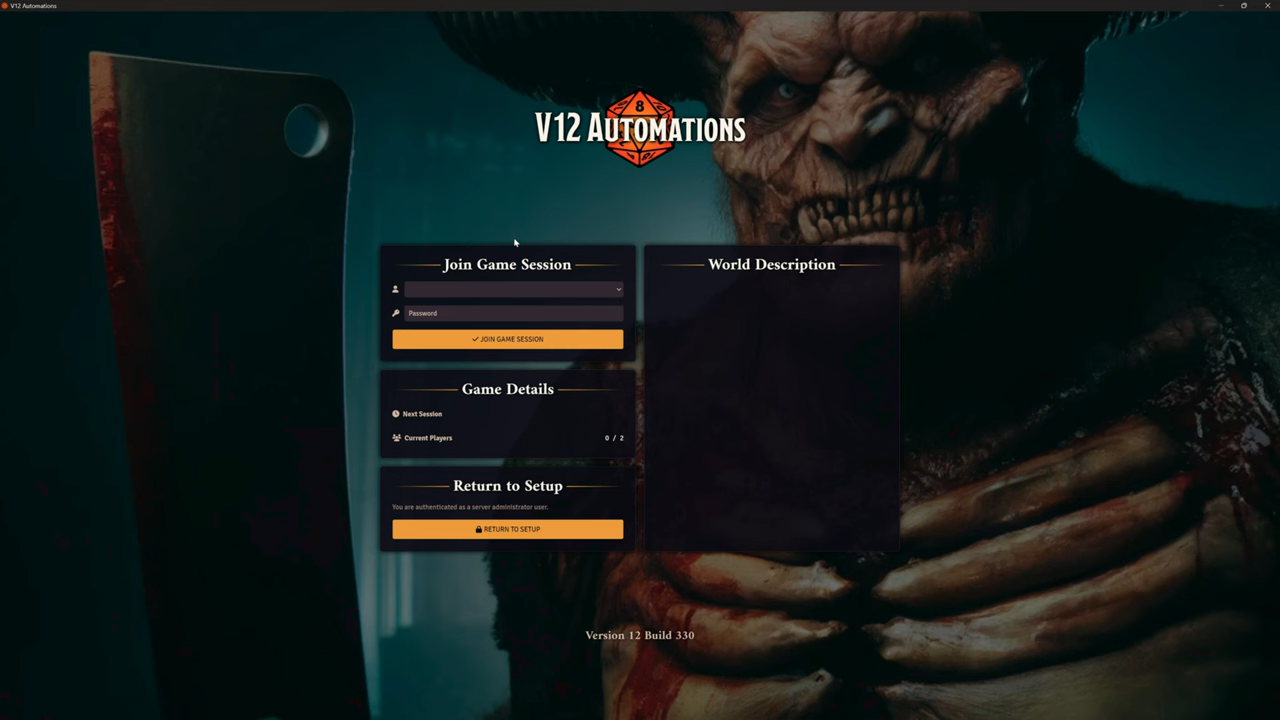 V12 Automations
8
V12 AUTOMATIONS
Join Game Session
Password
JOIN GAME SESSION
Game Details
Next Session
Current Players 0 / 2
Return to Setup
You are authenticated as a server administrator user.
RETURN TO SETUP
World Description
Version 12 Build 330